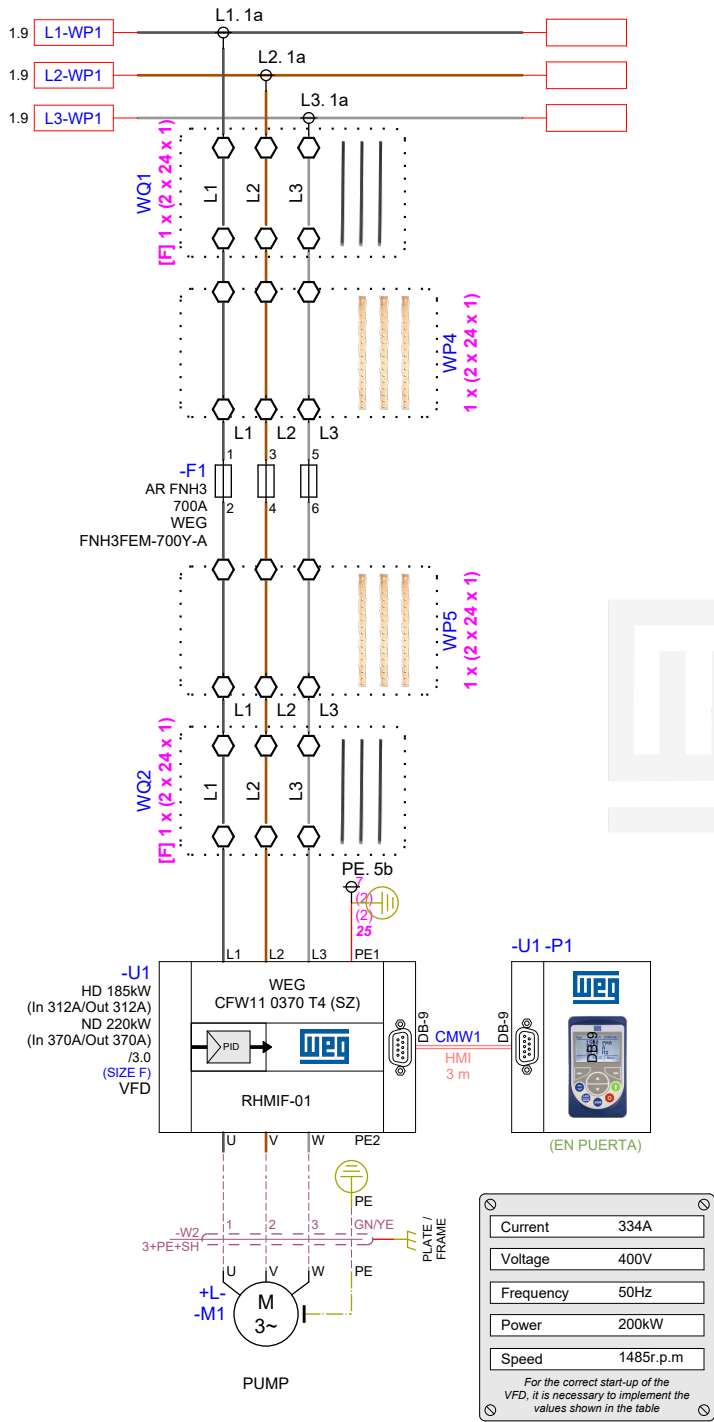 L1. 1a
1.9 L1-WP1
L2. 1a
1.9 L2-WP1
L3. 1a
1.9 L3-WP1
WQ1
[F] 1 x (2 x 24 x 1)
L1 L2 L3
WP4
1 x (2 x 24 x 1)
L1 L2 L3
1 3 5
-F1
AR FNH3
700A
WEG
FNH3FEM-700Y-A
2 4 6
WP5
1 x (2 x 24 x 1)
L1 L2 L3
WQ2
[F] 1 x (2 x 24 x 1)
L1 L2 L3
PE. 5b
7
(2)
(2)
25
L1 L2 L3 PE1
-U1
HD 185kW
(In 312A/Out 312A)
ND 220kW
(In 370A/Out 370A)
/3.0
(SIZE F)
VFD
WEG
CFW11 0370 T4 (SZ)
PID
weg
RHMIF-01
DB-9
CMW1
HMI
3 m
DB-9
-U1 -P1
weg
DB-9
(EN PUERTA)
U V W PE2
PE
-W2
3+PE+SH
1 2 3 GN/YE
PLATE /
FRAME
U V W PE
+L-
-M1
M
3~
PUMP
Current 334A
Voltage 400V
Frequency 50Hz
Power 200kW
Speed 1485r.p.m
For the correct start-up of the
VFD, it is necessary to implement the
values shown in the table